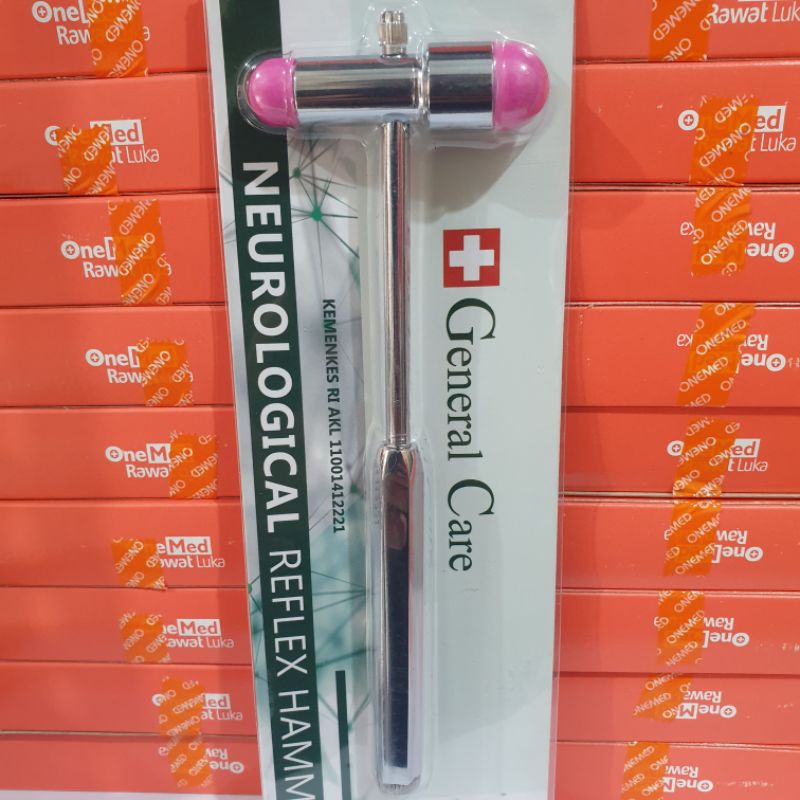 NEUROLOGICAL REFLEX HAMM
KEMENKES RI AKL 11001412221
General Care
OneMed
Rawat Luka
ONEMED